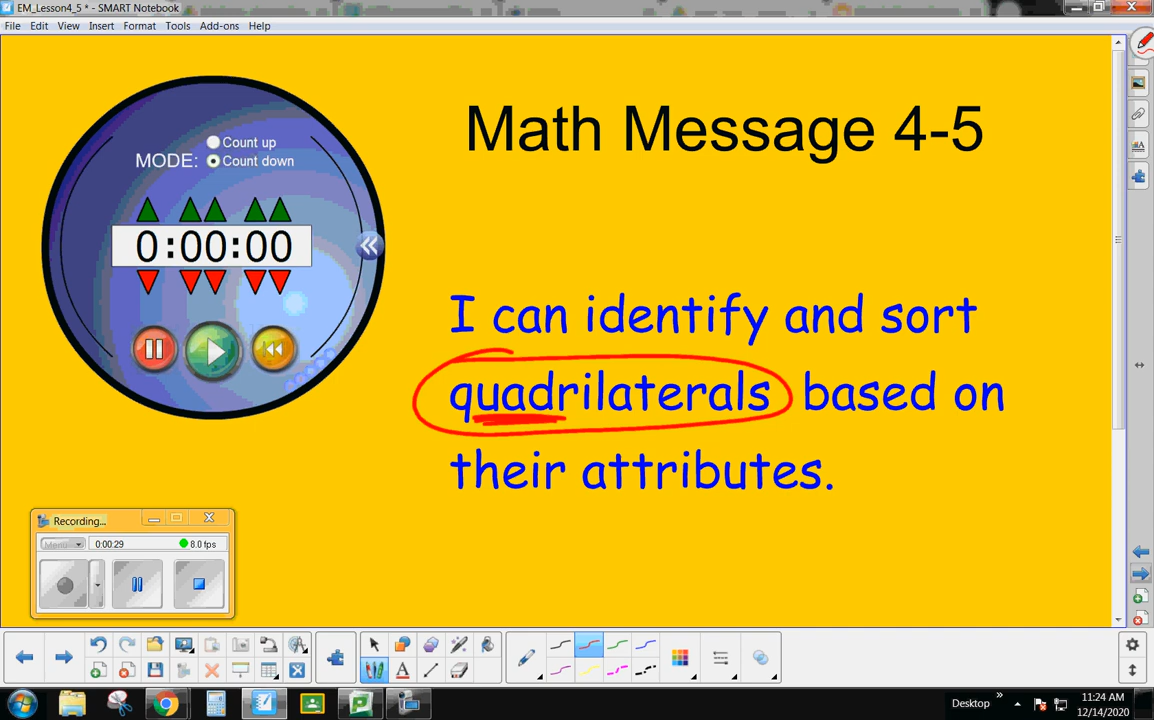 EM_Lesson4_5 * - SMART Notebook
File Edit View Insert Format Tools Add-ons Help
Math Message 4-5
Count up
MODE: Count down
0:00:00
I can identify and sort
quadrilaterals based on
their attributes.
Recording...
Menu 0:00:29 8.0 fps
A
Desktop » 11:24 AM
12/14/2020